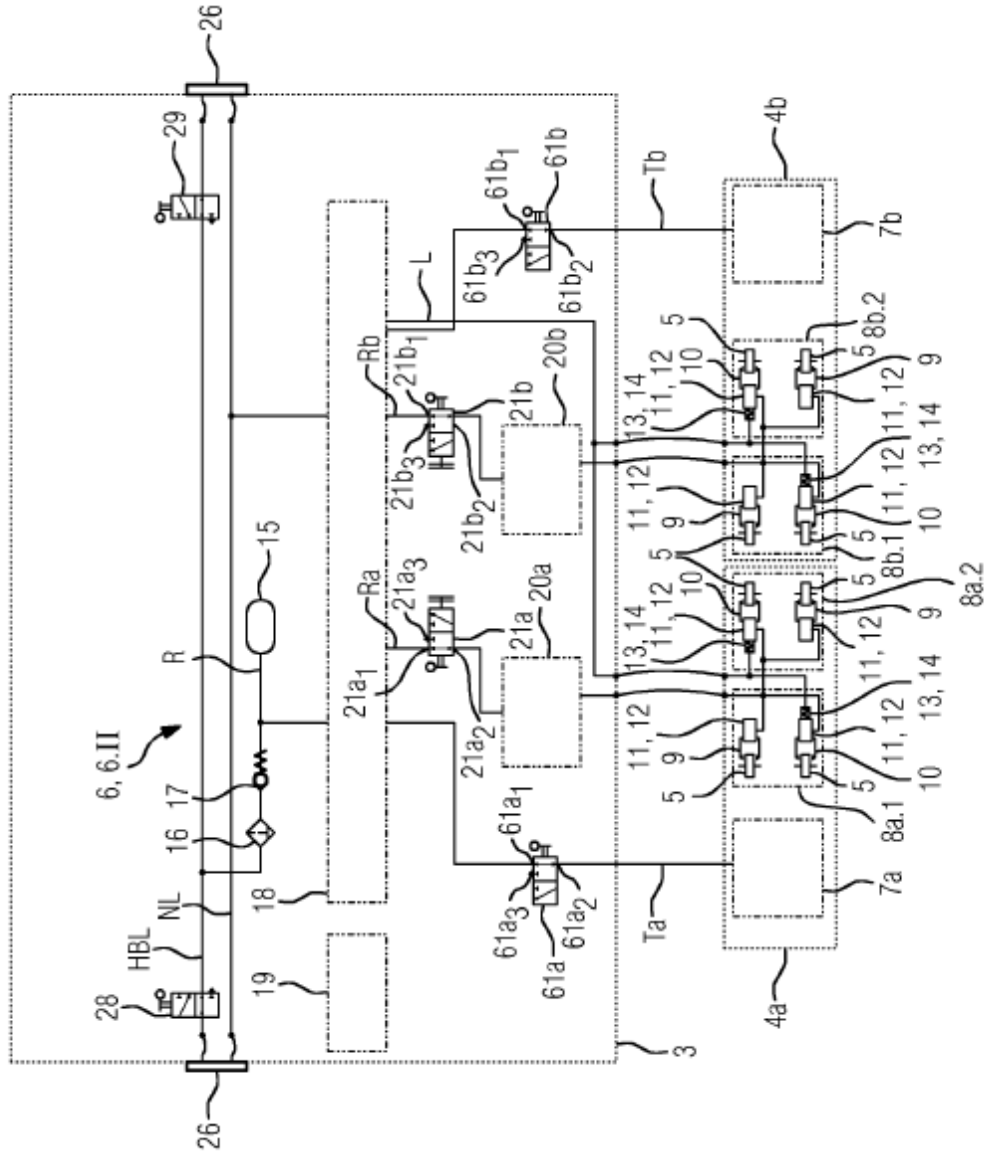 28
6, 6.II
HBL
NL
16
17
R
29
26
26
15
18
19
21a1
Ra
21a3
Rb
21b1
21a2
21a
21b3
21b
21b2
L
61a3
61a1
61b3
61b1
61a
61a2
20a
20b
61b2
61b
Ta
Tb
3
11, 12
9
5
13, 14
11, 12
10
5
11, 12
9
13, 14
11, 12
10
5
4a
7a
8a.1
5
10
11, 12
13, 14
11, 12
9
5
8a.2
8b.1
5
10
11, 12
13, 14
11, 12
9
5
8b.2
7b
4b